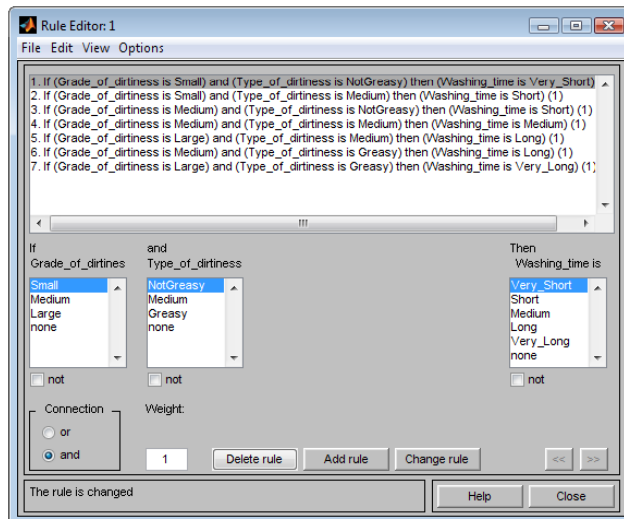 Rule Editor: 1
File Edit View Options
1. If (Grade_of_dirtiness is Small) and (Type_of_dirtiness is NotGreasy) then (Washing_time is Very_Short)
2. If (Grade_of_dirtiness is Small) and (Type_of_dirtiness is Medium) then (Washing_time is Short) (1)
3. If (Grade_of_dirtiness is Medium) and (Type_of_dirtiness is NotGreasy) then (Washing_time is Short) (1)
4. If (Grade_of_dirtiness is Medium) and (Type_of_dirtiness is Medium) then (Washing_time is Medium) (1)
5. If (Grade_of_dirtiness is Large) and (Type_of_dirtiness is Medium) then (Washing_time is Long) (1)
6. If (Grade_of_dirtiness is Medium) and (Type_of_dirtiness is Greasy) then (Washing_time is Long) (1)
7. If (Grade_of_dirtiness is Large) and (Type_of_dirtiness is Greasy) then (Washing_time is Very_Long) (1)
If
Grade_of_dirtines
Small
Medium
Large
none
not
and
Type_of_dirtiness
NotGreasy
Medium
Greasy
none
not
Then
Washing_time is
Very_Short
Short
Medium
Long
Very_Long
none
not
Connection
or
and
Weight:
1
Delete rule
Add rule
Change rule
<<
>>
The rule is changed
Help
Close